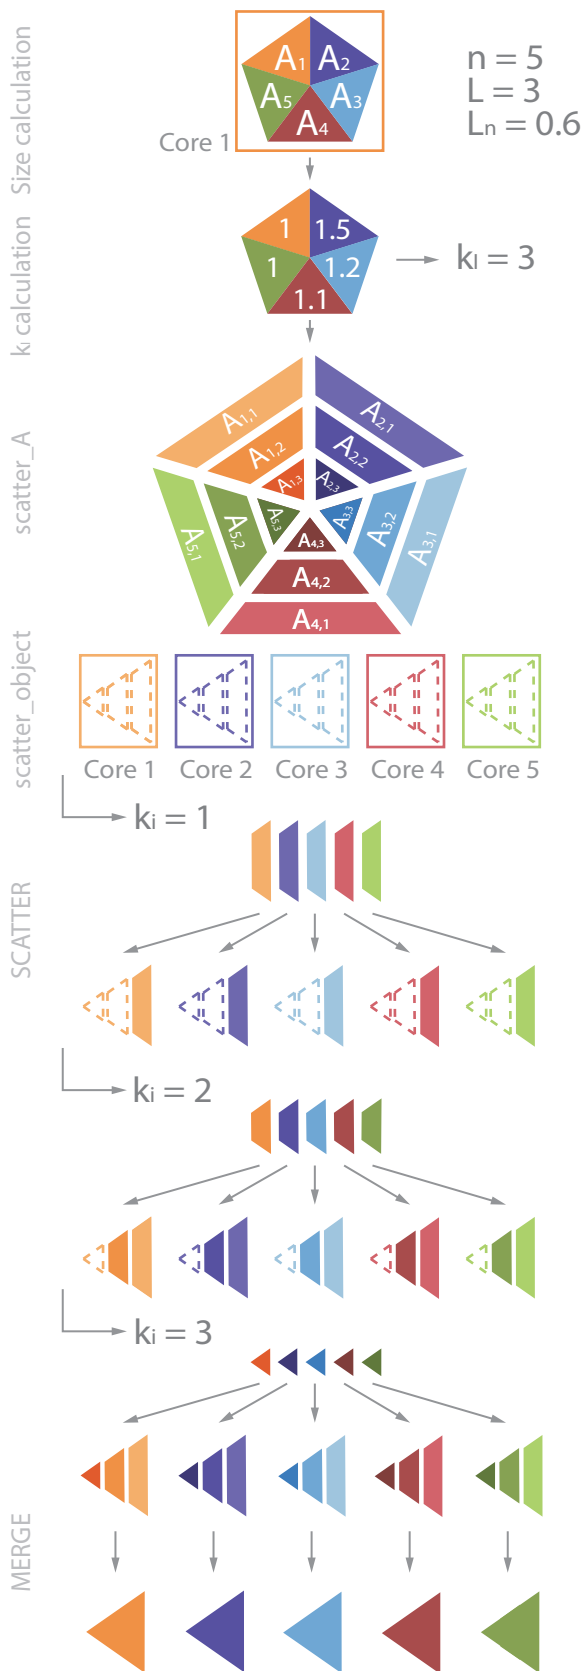 Size calculation
A1
A2
A3
A4
A5
Core 1
n = 5
L = 3
Ln = 0.6
kl calculation
1
1.5
1.2
1.1
1
kl = 3
scatter_A
A1,1
A2,1
A1,2
A2,2
A1,3
A2,3
A5,1
A5,2
A5,3
A3,3
A3,2
A3,1
A4,3
A4,2
A4,1
scatter_object
Core 1
Core 2
Core 3
Core 4
Core 5
ki = 1
SCATTER
ki = 2
ki = 3
MERGE